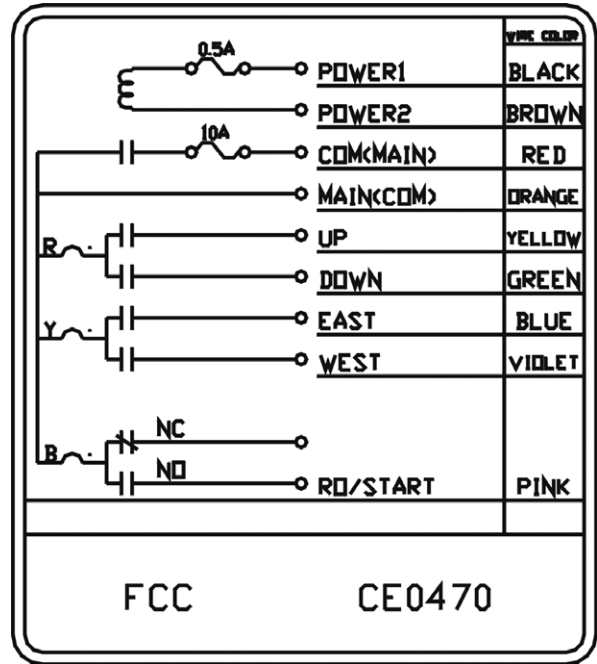 WIRE COLOR
0.5A
POWER1 BLACK
POWER2 BROWN
10A
COM(MAIN) RED
MAIN(COM) ORANGE
UP YELLOW
R
DOWN GREEN
EAST BLUE
Y
WEST VIOLET
NC
B
NO
RO/START PINK
FCC CE0470